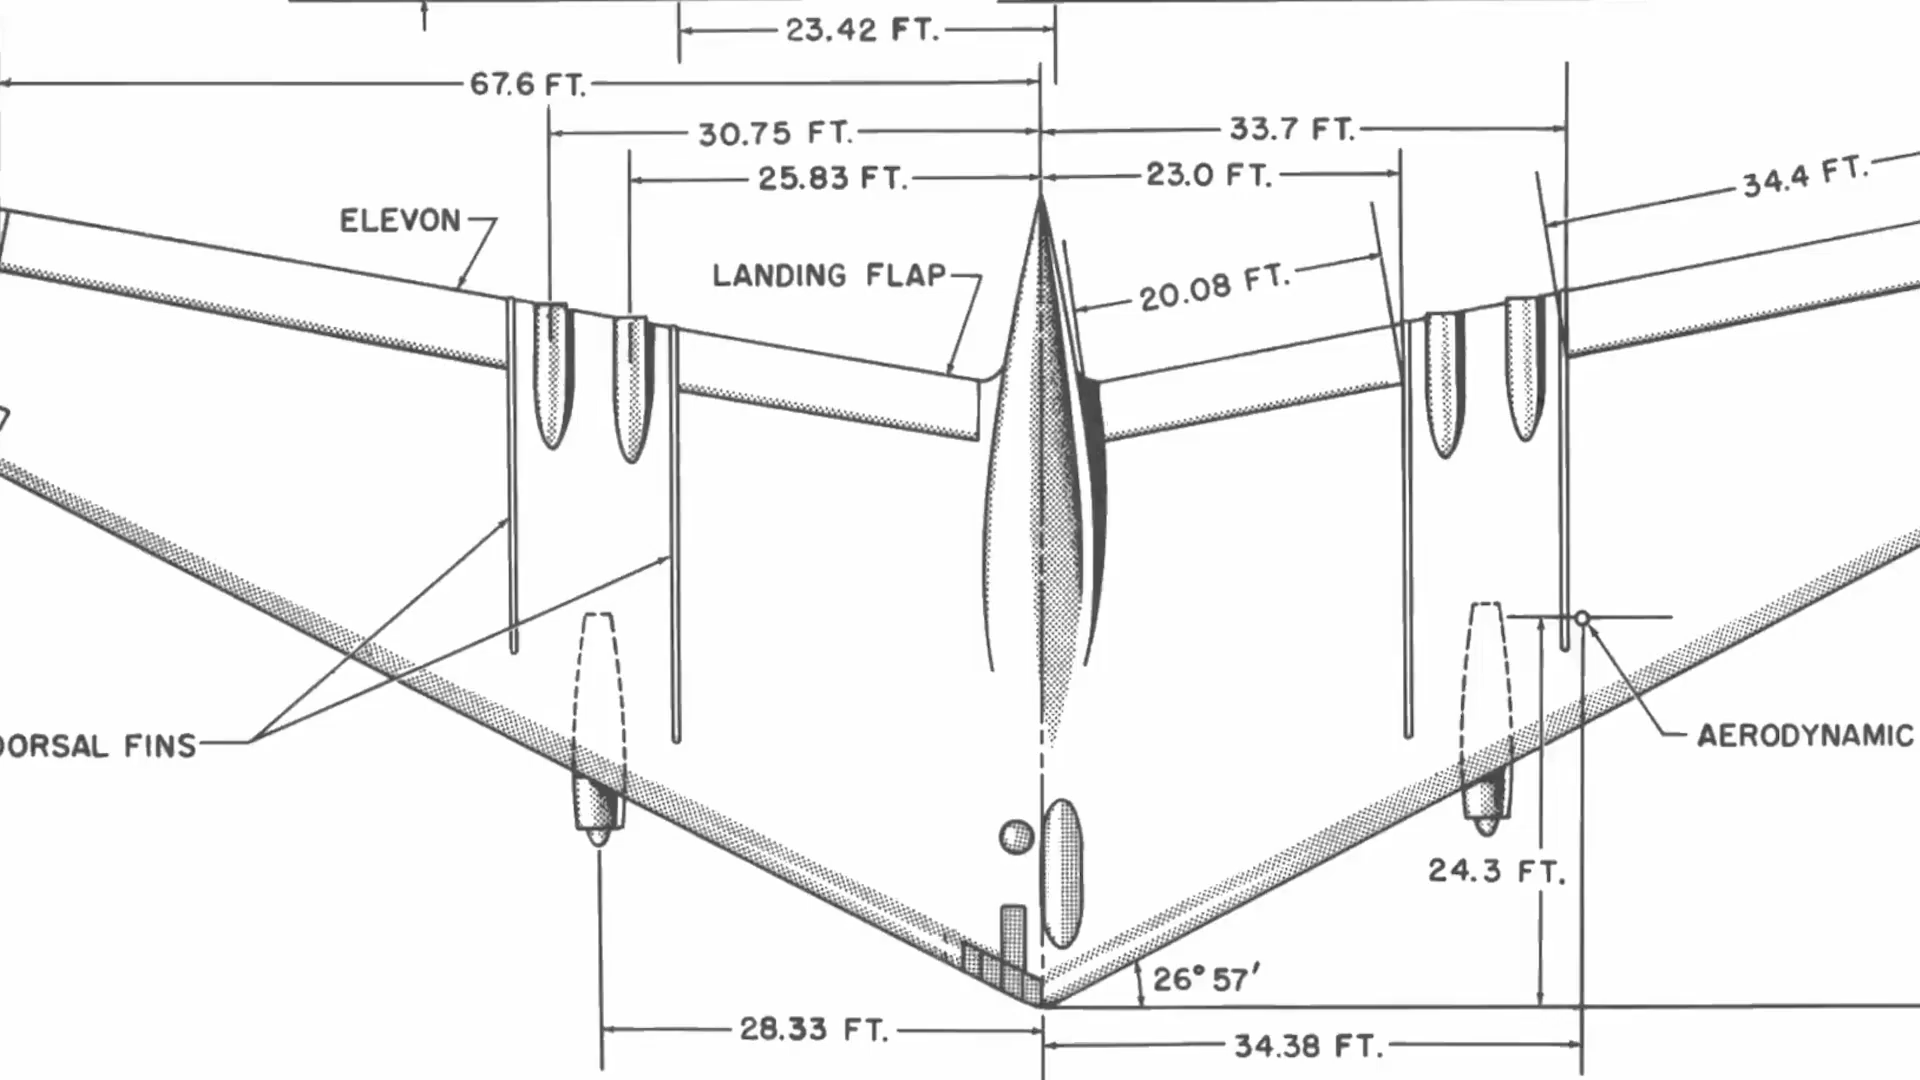 23.42 FT.
67.6 FT.
30.75 FT.
33.7 FT.
25.83 FT.
23.0 FT.
34.4 FT.
ELEVON
LANDING FLAP
20.08 FT.
DORSAL FINS
AERODYNAMIC
24.3 FT.
26° 57'
28.33 FT.
34.38 FT.